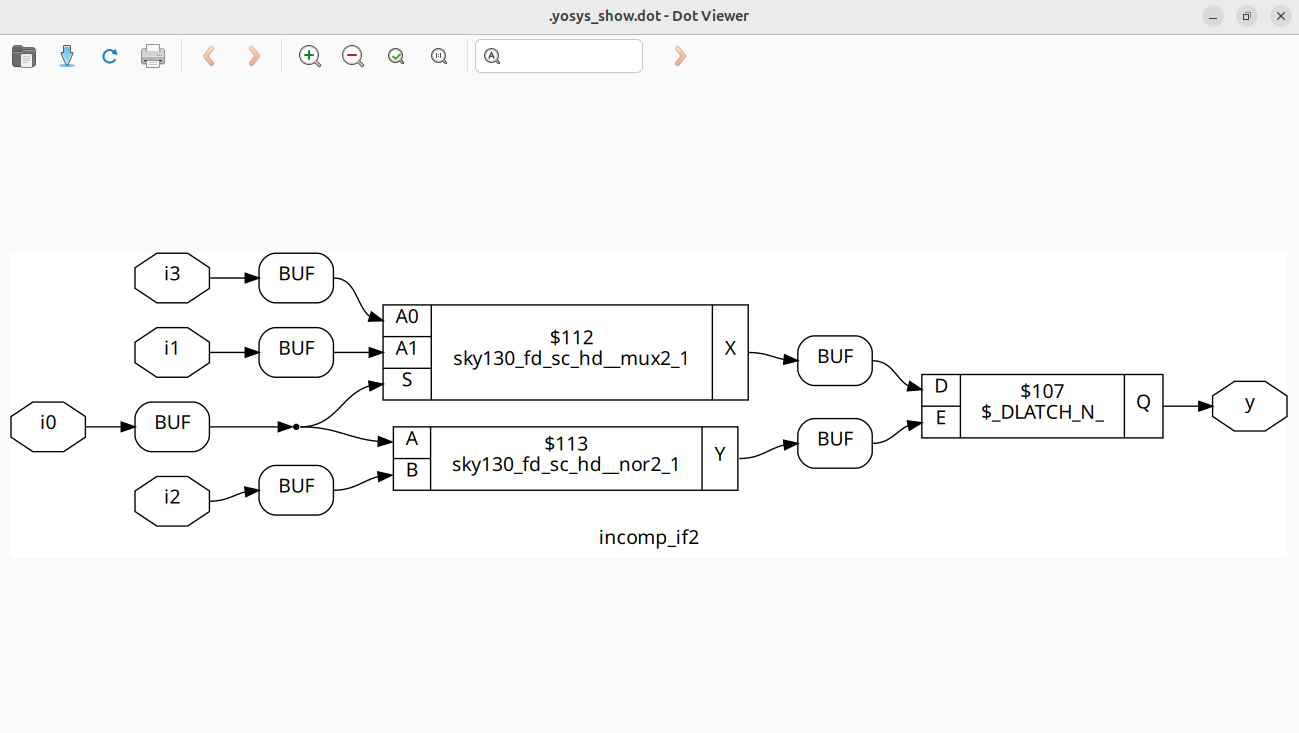 .yosys_show.dot - Dot Viewer
i3
BUF
i1
BUF
i0
BUF
i2
BUF
A0
A1
S
$112
sky130_fd_sc_hd__mux2_1
X
A
B
$113
sky130_fd_sc_hd__nor2_1
Y
BUF
BUF
D
E
$107
$_DLATCH_N_
Q
y
incomp_if2